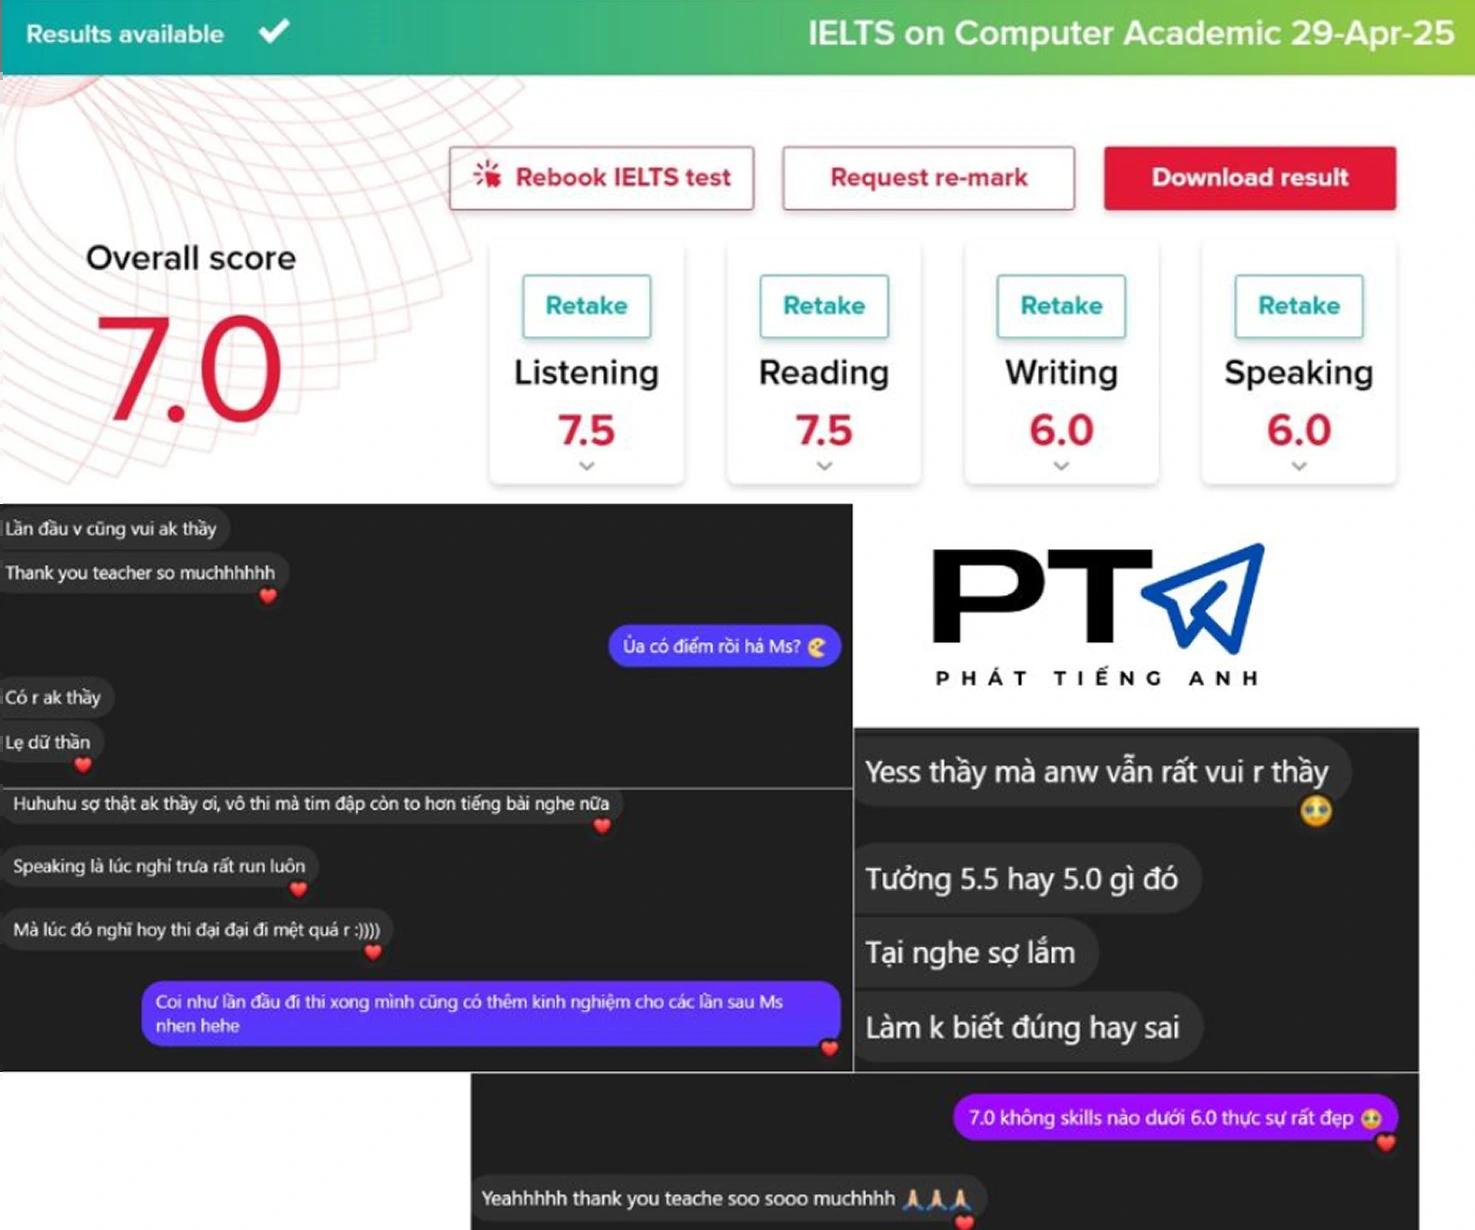 Results available
IELTS on Computer Academic 29-Apr-25
Rebook IELTS test
Request re-mark
Download result
Overall score
7.0
Retake
Listening
7.5
Retake
Reading
7.5
Retake
Writing
6.0
Retake
Speaking
6.0
Lần đầu v cũng vui ak thầy
Thank you teacher so muchhhhhh
Ủa có điểm rồi há Ms?
Có r ak thầy
Lẹ dữ thần
Huhuhu sợ thật ak thầy ơi, vô thi mà tim đập còn to hơn tiếng bài nghe nữa
Speaking là lúc nghỉ trưa rất run luôn
Mà lúc đó nghĩ hoy thi đại đại đi mệt quá r :))))
Coi như lần đầu đi thi xong mình cũng có thêm kinh nghiệm cho các lần sau Ms
nhen hehe
PT
PHÁT TIẾNG ANH
Yess thầy mà anw vẫn rất vui r thầy
Tưởng 5.5 hay 5.0 gì đó
Tại nghe sợ lắm
Làm k biết đúng hay sai
7.0 không skills nào dưới 6.0 thực sự rất đẹp
Yeahhhhh thank you teache soo sooo muchhhh